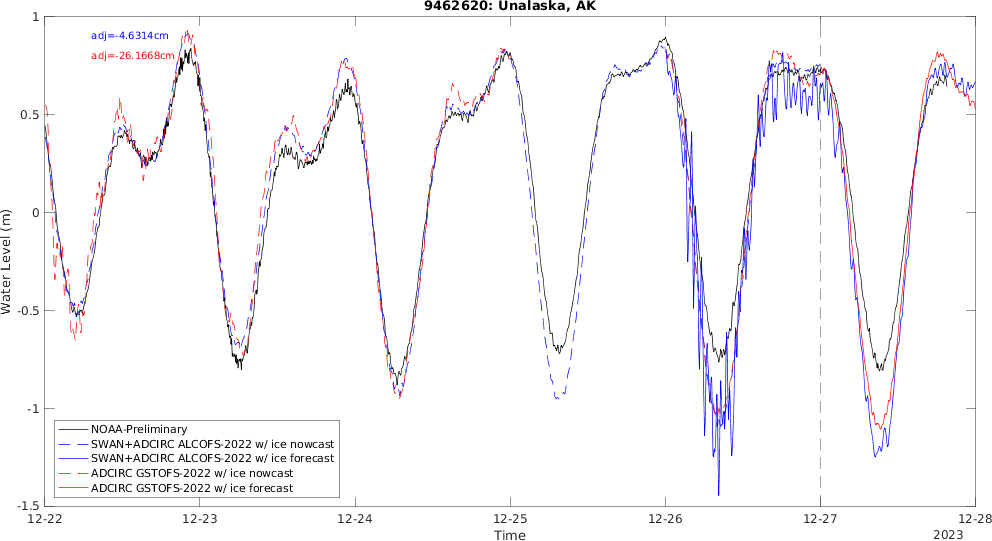 9462620: Unalaska, AK
adj=-4.6314cm
adj=-26.1668cm
Water Level (m)
1
0.5
0
-0.5
-1
-1.5
NOAA-Preliminary
SWAN+ADCIRC ALCOFS-2022 w/ ice nowcast
SWAN+ADCIRC ALCOFS-2022 w/ ice forecast
ADCIRC GSTOFS-2022 w/ ice nowcast
ADCIRC GSTOFS-2022 w/ ice forecast
12-22 12-23 12-24 12-25 12-26 12-27 12-28
Time
2023